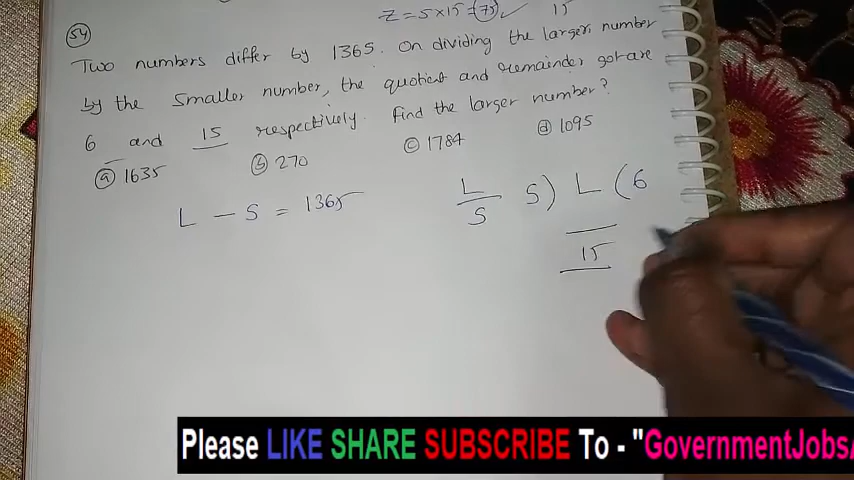 Z = 5 x 15 = 75 ✓ 15
54
Two numbers differ by 1365. On dividing the larger number
by the smaller number, the quotient and remainder got are
6 and 15 respectively. Find the larger number?
a 1635 b 270 c 1784 d 1095
L - S = 1365 L/S S) L (6
15
Please LIKE SHARE SUBSCRIBE To - "GovernmentJobsA